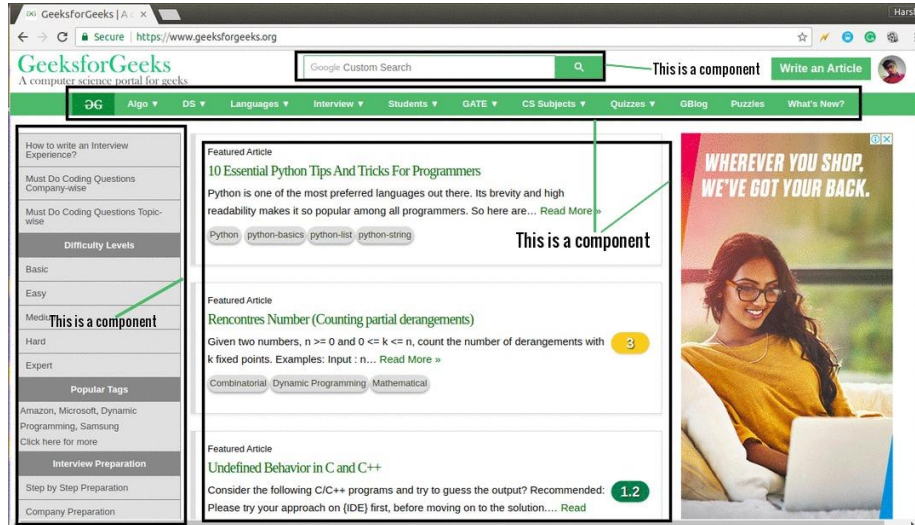 GeeksforGeeks | A c
Harsh
Secure | https://www.geeksforgeeks.org
GeeksforGeeks
A computer science portal for geeks
Google Custom Search
This is a component
Write an Article
GG Algo ▼ DS ▼ Languages ▼ Interview ▼ Students ▼ GATE ▼ CS Subjects ▼ Quizzes ▼ GBlog Puzzles What's New?
How to write an Interview
Experience?
Must Do Coding Questions
Company-wise
Must Do Coding Questions Topic-
wise
Difficulty Levels
Basic
Easy
Medi
This is a component
Hard
Expert
Popular Tags
Amazon, Microsoft, Dynamic
Programming, Samsung
Click here for more
Interview Preparation
Step by Step Preparation
Company Preparation
Featured Article
10 Essential Python Tips And Tricks For Programmers
Python is one of the most preferred languages out there. Its brevity and high
readability makes it so popular among all programmers. So here are… Read More »
Python python-basics python-list python-string
This is a component
Featured Article
Rencontres Number (Counting partial derangements)
Given two numbers, n >= 0 and 0 <= k <= n, count the number of derangements with
k fixed points. Examples: Input : n… Read More »
3
Combinatorial Dynamic Programming Mathematical
Featured Article
Undefined Behavior in C and C++
Consider the following C/C++ programs and try to guess the output? Recommended:
Please try your approach on {IDE} first, before moving on to the solution.… Read
1.2
WHEREVER YOU SHOP,
WE'VE GOT YOUR BACK.